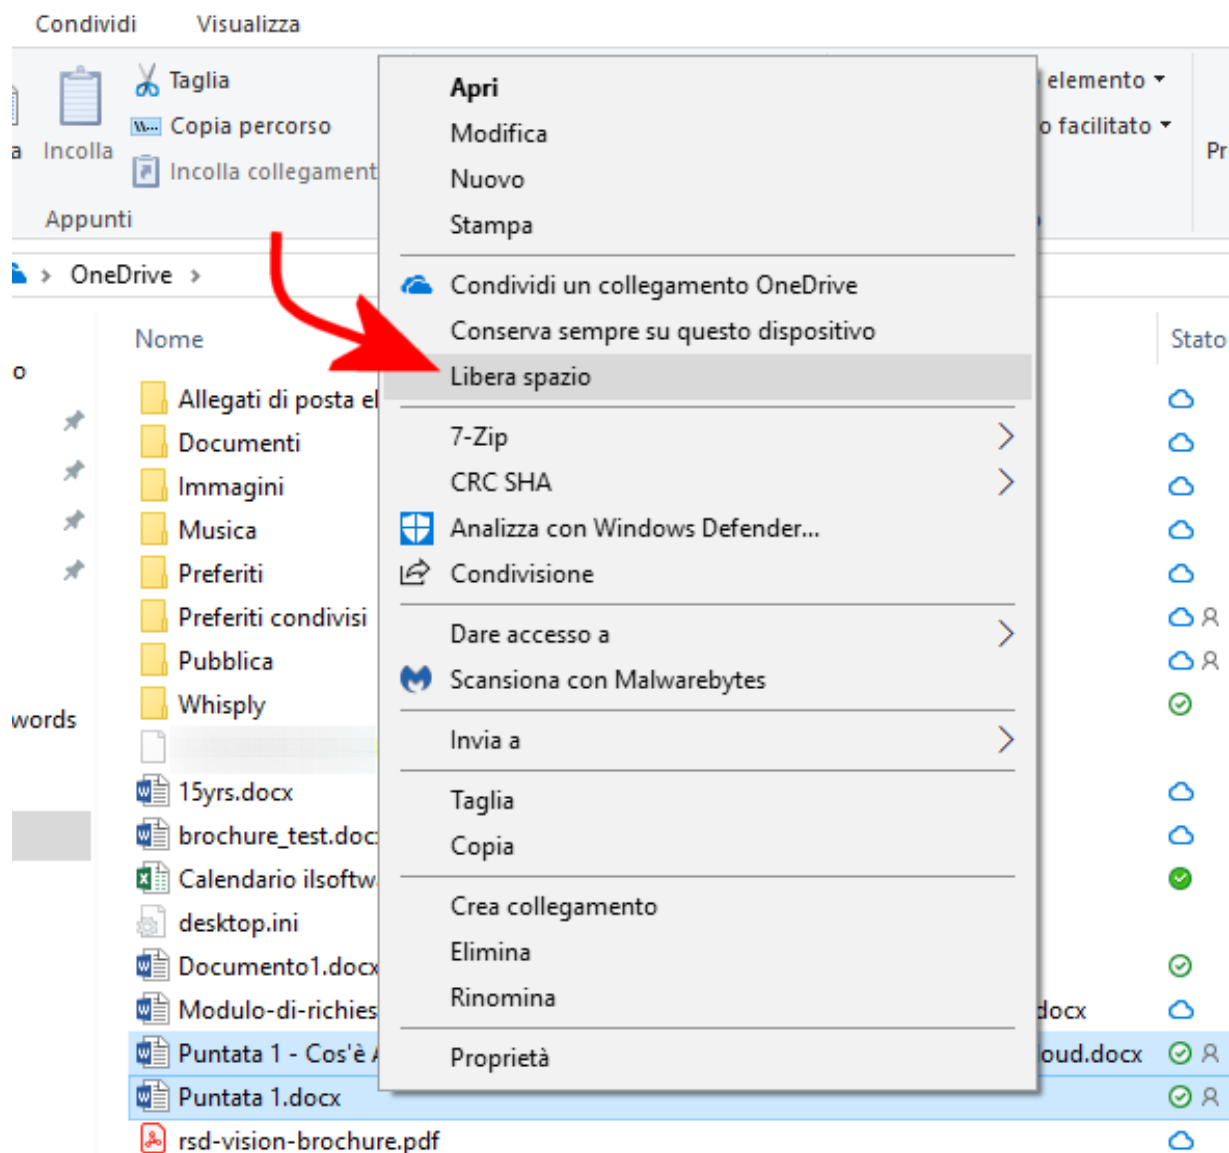 Condividi Visualizza
Taglia
Copia percorso
Incolla collegament
Incolla
Appunti
elemento
o facilitato
Pr
OneDrive
Nome
Stato
Apri
Modifica
Nuovo
Stampa
Condividi un collegamento OneDrive
Conserva sempre su questo dispositivo
Libera spazio
7-Zip
CRC SHA
Analizza con Windows Defender...
Condivisione
Dare accesso a
Scansiona con Malwarebytes
Invia a
Taglia
Copia
Crea collegamento
Elimina
Rinomina
Proprietà
o
words
Allegati di posta el
Documenti
Immagini
Musica
Preferiti
Preferiti condivisi
Pubblica
Whisply
15yrs.docx
brochure_test.doc
Calendario ilsoftw
desktop.ini
Documento1.docx
Modulo-di-richies docx
Puntata 1 - Cos'è A oud.docx
Puntata 1.docx
rsd-vision-brochure.pdf